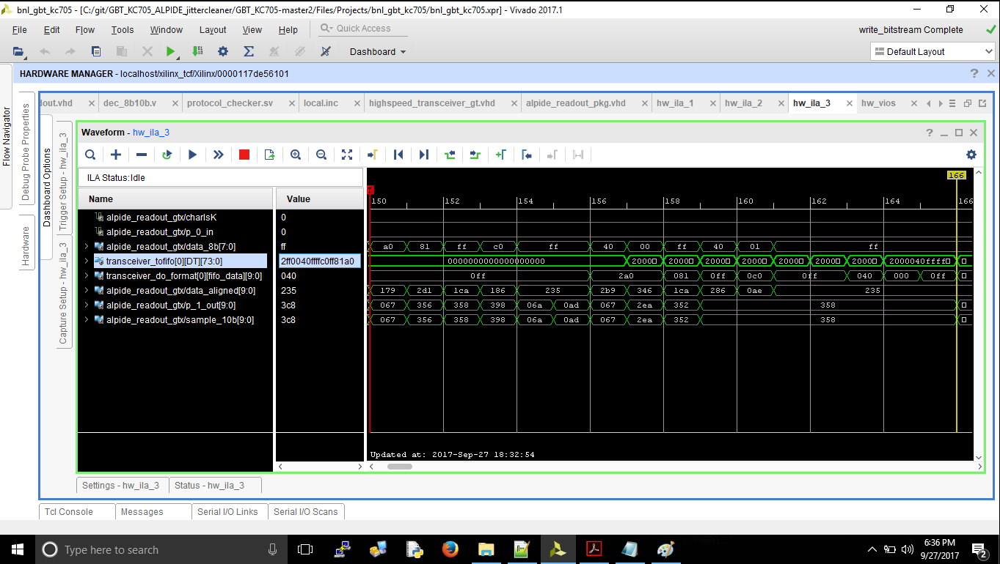 bnl_gbt_kc705 - [C:/git/GBT_KC705_ALPIDE_jittercleaner/GBT_KC705-master2/Files/Projects/bnl_gbt_kc705/bnl_gbt_kc705.xpr] - Vivado 2017.1
File Edit Flow Tools Window Layout View Help Quick Access write_bitstream Complete
Dashboard Default Layout
HARDWARE MANAGER - localhost/xilinx_tcf/Xilinx/0000117de56101
dout.vhd dec_8b10b.v protocol_checker.sv local.inc highspeed_transceiver_gt.vhd alpide_readout_pkg.vhd hw_ila_1 hw_ila_2 hw_ila_3 hw_vios
Flow Navigator
Debug Probe Properties
Hardware
Dashboard Options
Trigger Setup - hw_ila_3
Capture Setup - hw_ila_3
Waveform - hw_ila_3
ILA Status: Idle
166
Name Value
150 152 154 156 158 160 162 164 166
alpide_readout_gtx/charIsK 0
alpide_readout_gtx/p_0_in 0
alpide_readout_gtx/data_8b[7:0] ff a0 81 ff c0 ff 40 00 ff 40 01 ff
transceiver_tofifo[0][DT][73:0] 2ff0040ffffc0ff81a0 0000000000000000000 2000 2000 2000 2000 2000 2000 2000 2000040ffff
transceiver_do_format[0][fifo_data][9:0] 040 0ff 2a0 081 0ff 0c0 0ff 040 000 0ff
alpide_readout_gtx/data_aligned[9:0] 235 179 2d1 1ca 186 235 2b9 346 1ca 286 0ae 235
alpide_readout_gtx/p_1_out[9:0] 3c8 067 356 358 398 06a 0ad 067 2ea 352 358
alpide_readout_gtx/sample_10b[9:0] 3c8 067 356 358 398 06a 0ad 067 2ea 352 358
Updated at: 2017-Sep-27 18:32:54
Settings - hw_ila_3 Status - hw_ila_3
Tcl Console Messages Serial I/O Links Serial I/O Scans
Type here to search
6:36 PM
9/27/2017
2